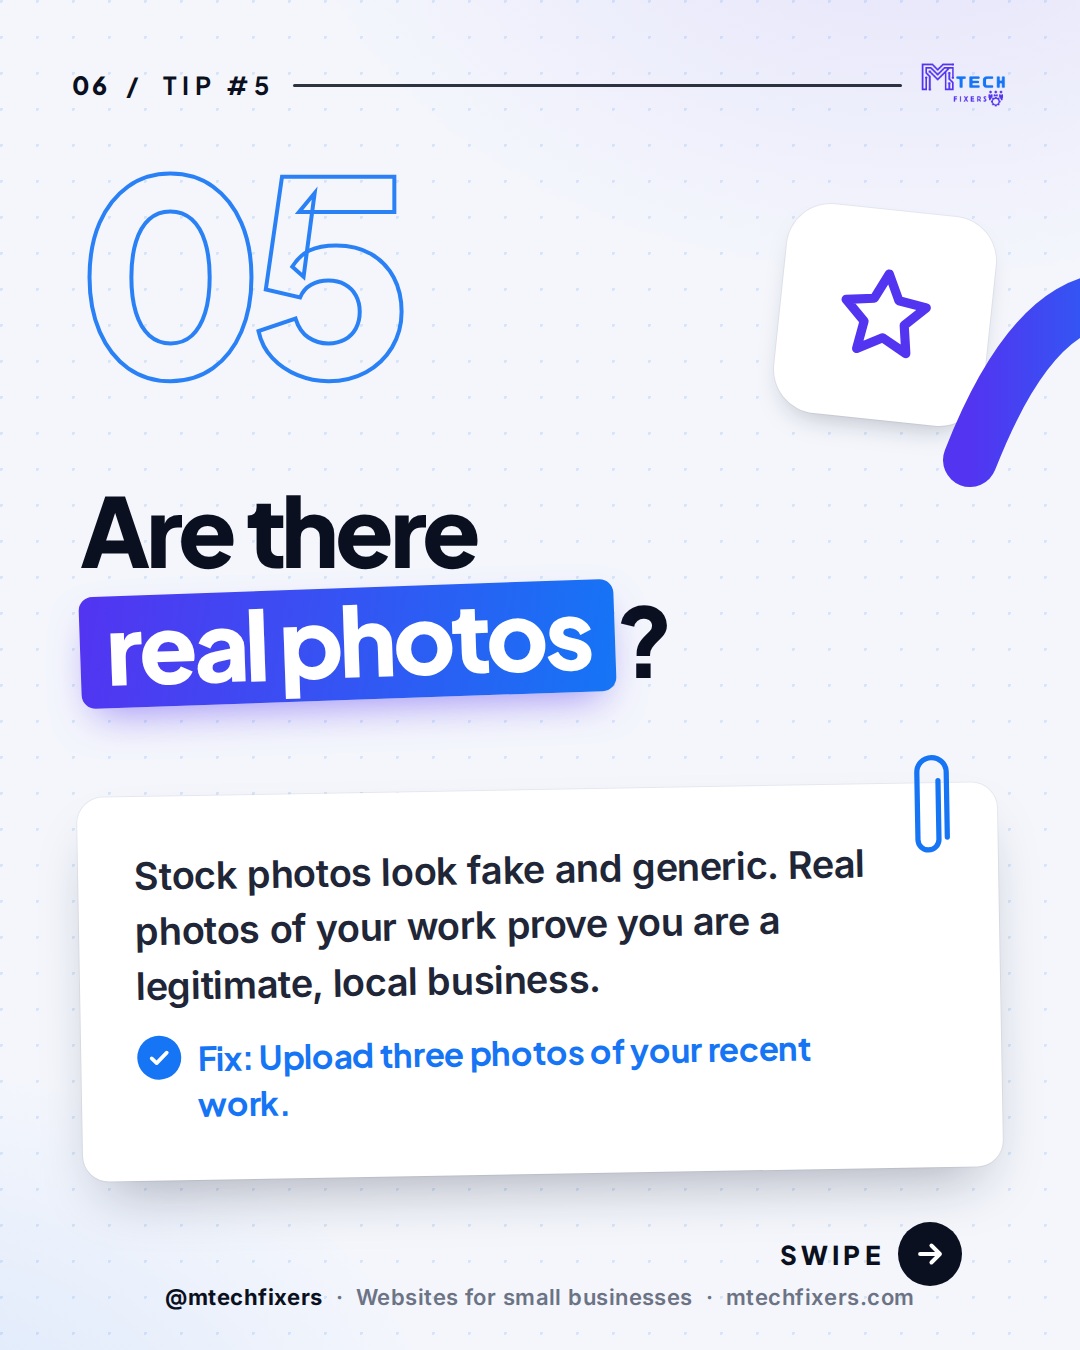 06 / TIP #5
MTECH
FIXERS
05
Are there
real photos?
Stock photos look fake and generic. Real
photos of your work prove you are a
legitimate, local business.
Fix: Upload three photos of your recent
work.
SWIPE
@mtechfixers · Websites for small businesses · mtechfixers.com